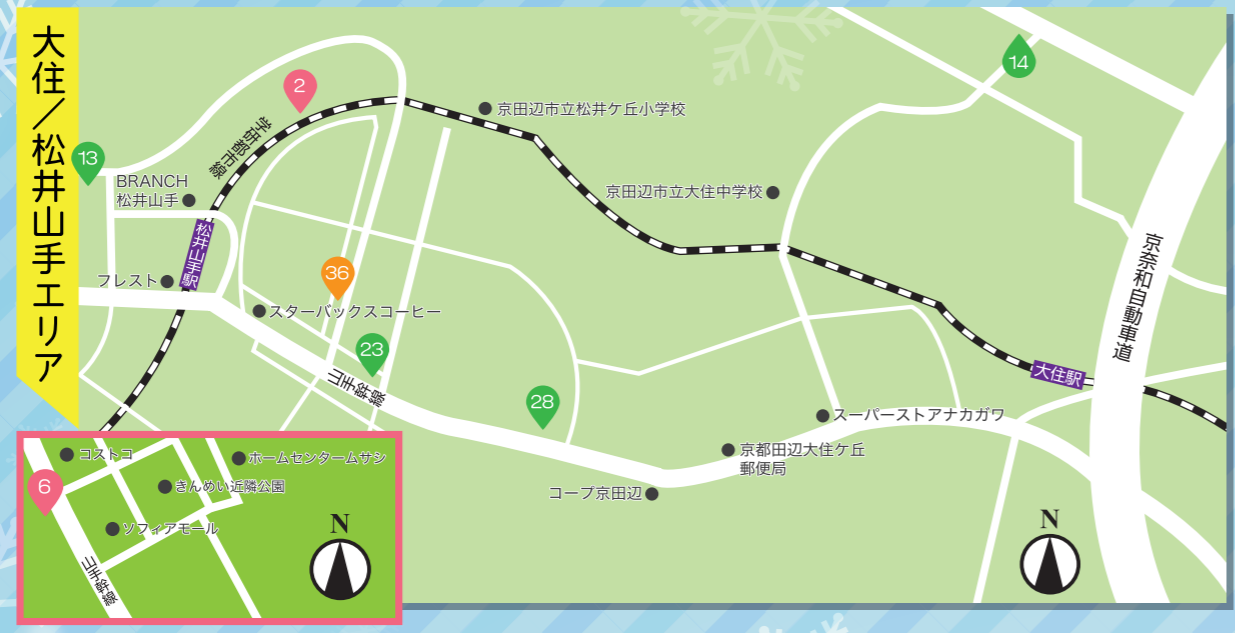 大住／松井山手エリア
2
14
学研都市線
京田辺市立松井ケ丘小学校
13
BRANCH
松井山手
京田辺市立大住中学校
松井山手駅
フレスト
36
スターバックスコーヒー
京奈和自動車道
23
山手幹線
大住駅
28
スーパーストアナカガワ
京都田辺大住ケ丘
郵便局
コープ京田辺
N
コストコ
ホームセンタームサシ
6
きんめい近隣公園
ソフィアモール
山手幹線
N